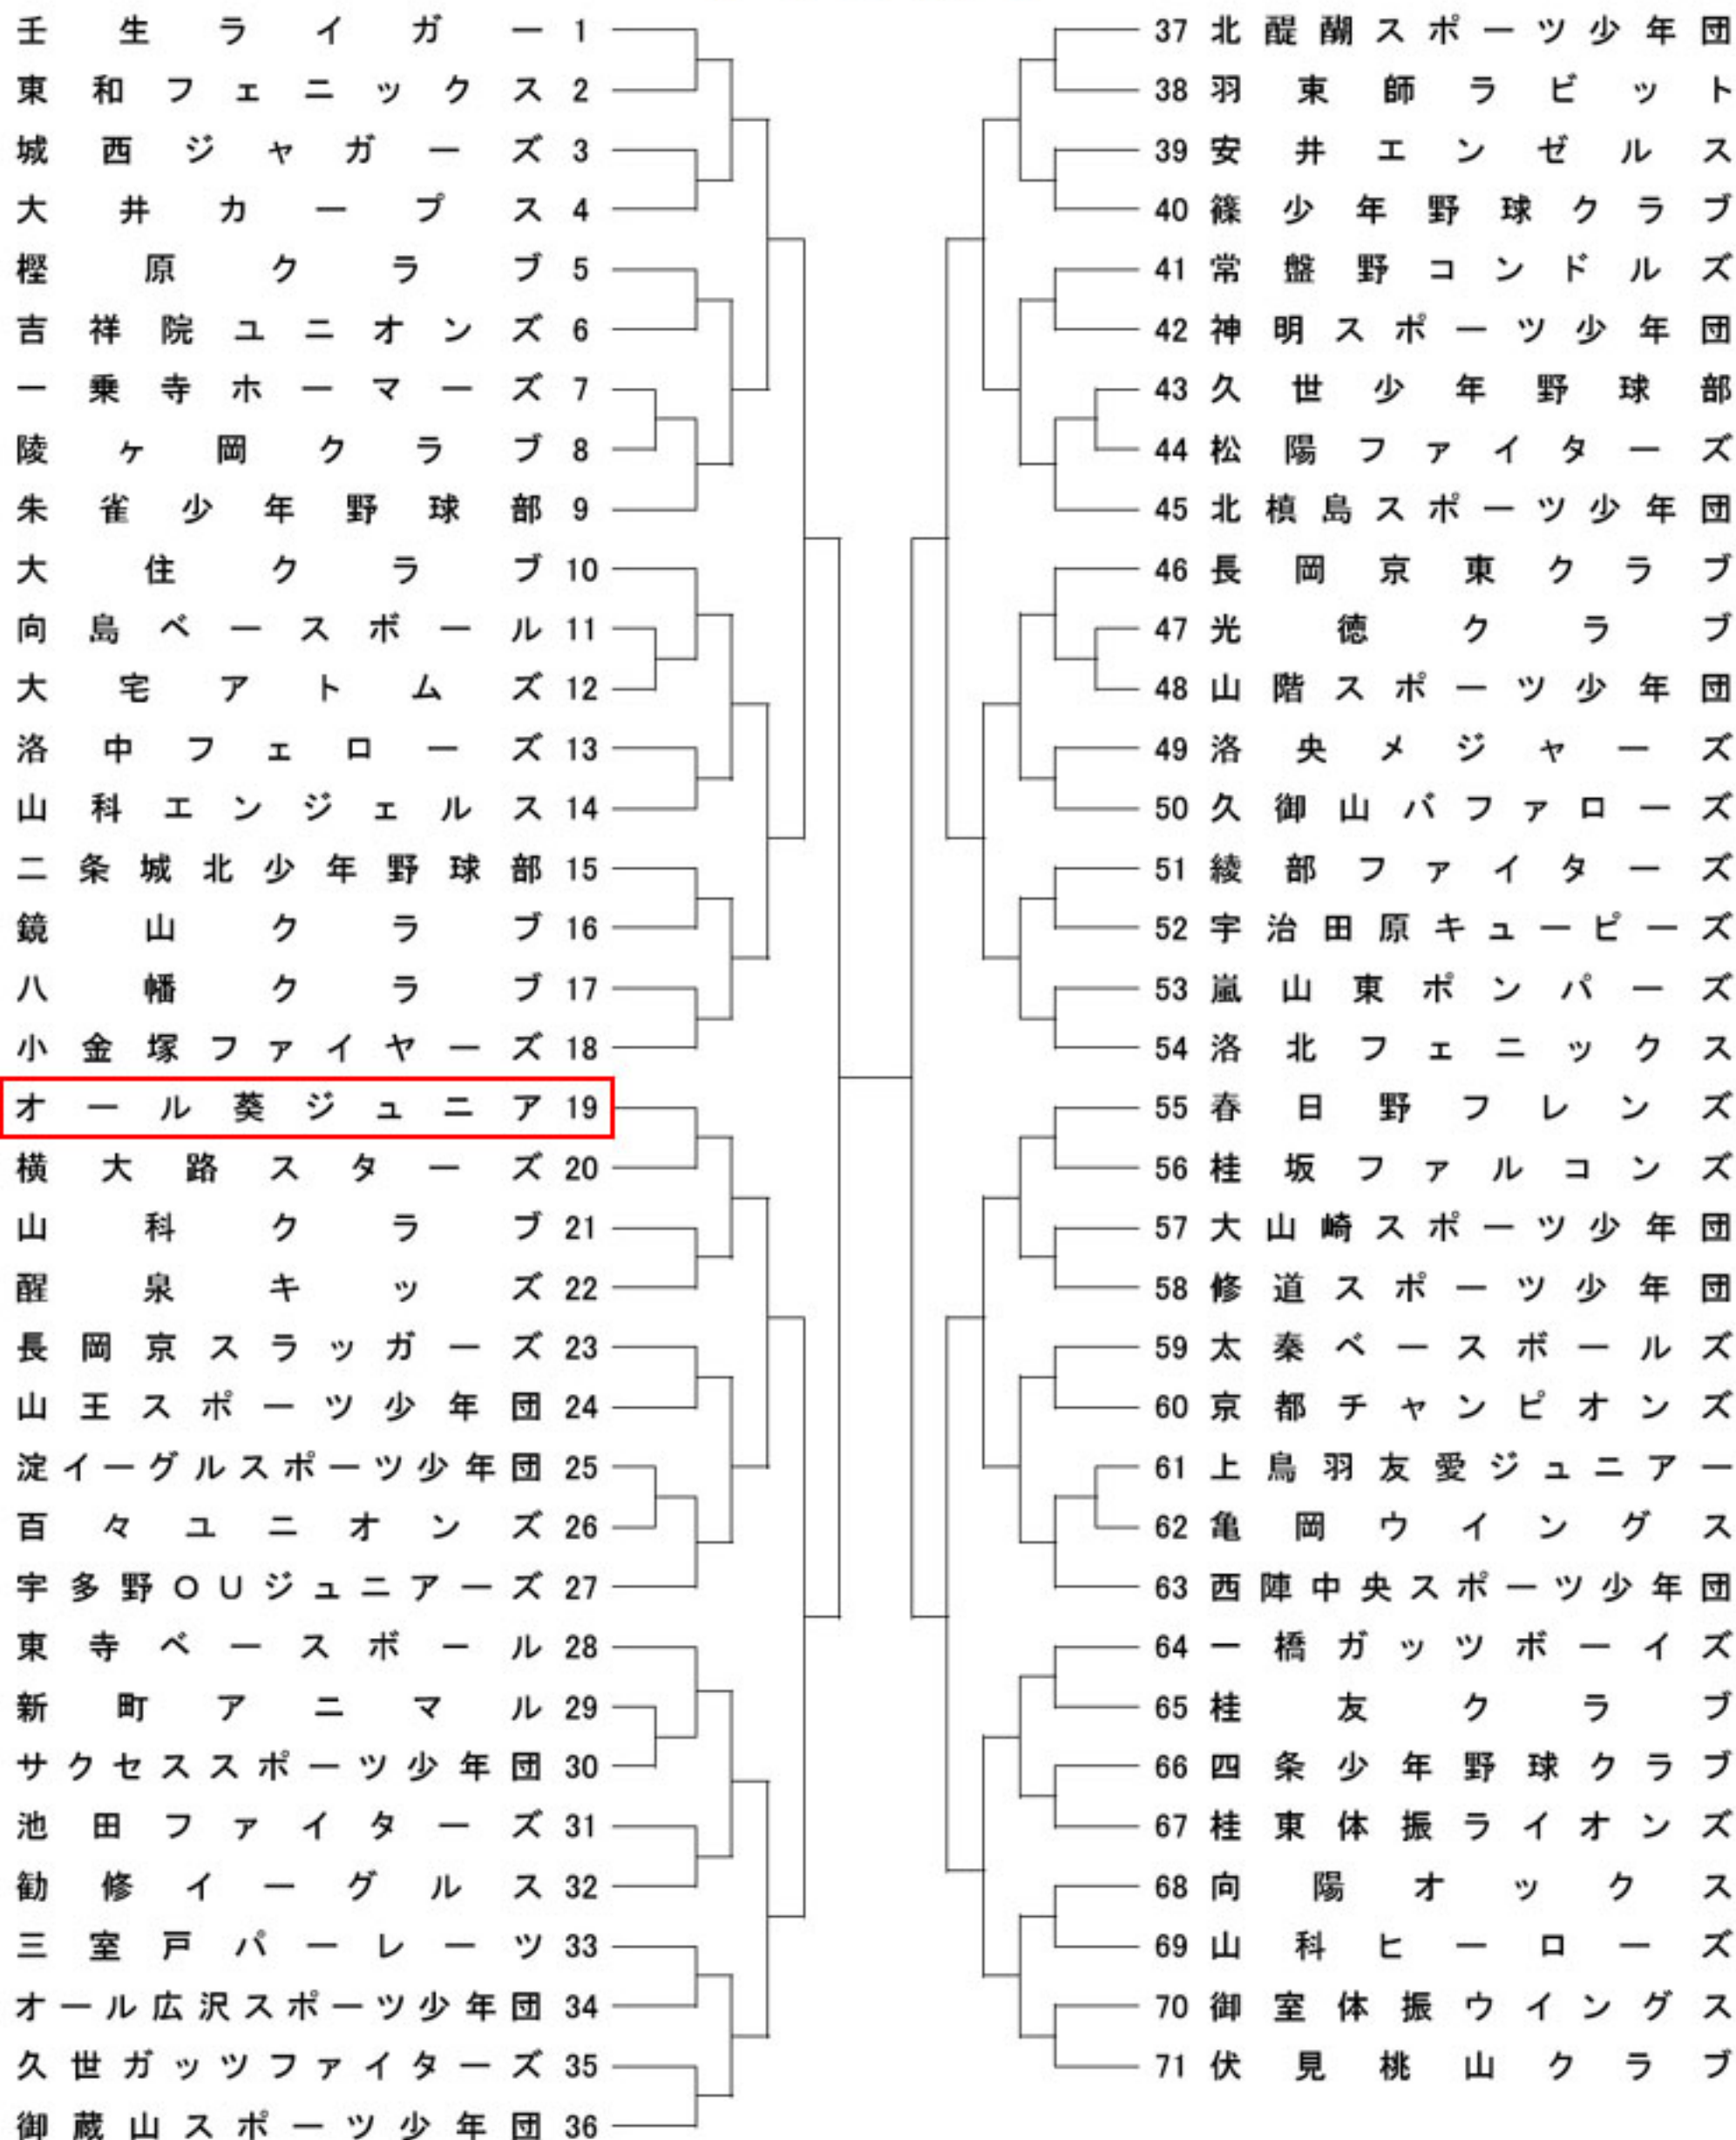 壬生ライガー 1
東和フェニックス 2
城西ジャガーズ 3
大井カープス 4
樫原クラブ 5
吉祥院ユニオンズ 6
一乗寺ホーマーズ 7
陵ヶ岡クラブ 8
朱雀少年野球部 9
大住クラブ 10
向島ベースボール 11
大宅アトムズ 12
洛中フェローズ 13
山科エンジェルス 14
二条城北少年野球部 15
鏡山クラブ 16
八幡クラブ 17
小金塚ファイヤーズ 18
オール葵ジュニア 19
横大路スターズ 20
山科クラブ 21
醒泉キッズ 22
長岡京スラッガーズ 23
山王スポーツ少年団 24
淀イーグルスポーツ少年団 25
百々ユニオンズ 26
宇多野OUジュニアーズ 27
東寺ベースボール 28
新町アニマル 29
サクセススポーツ少年団 30
池田ファイターズ 31
勧修イーグルス 32
三室戸パーレーツ 33
オール広沢スポーツ少年団 34
久世ガッツファイターズ 35
御蔵山スポーツ少年団 36
37 北醍醐スポーツ少年団
38 羽束師ラビット
39 安井エンゼルス
40 篠少年野球クラブ
41 常盤野コンドルズ
42 神明スポーツ少年団
43 久世少年野球部
44 松陽ファイターズ
45 北槙島スポーツ少年団
46 長岡京東クラブ
47 光徳クラブ
48 山階スポーツ少年団
49 洛央メジャーズ
50 久御山バファローズ
51 綾部ファイターズ
52 宇治田原キューピーズ
53 嵐山東ポンパーズ
54 洛北フェニックス
55 春日野フレンズ
56 桂坂ファルコンズ
57 大山崎スポーツ少年団
58 修道スポーツ少年団
59 太秦ベースボールズ
60 京都チャンピオンズ
61 上鳥羽友愛ジュニアー
62 亀岡ウイングス
63 西陣中央スポーツ少年団
64 一橋ガッツボーイズ
65 桂友クラブ
66 四条少年野球クラブ
67 桂東体振ライオンズ
68 向陽オックス
69 山科ヒーローズ
70 御室体振ウイングス
71 伏見桃山クラブ